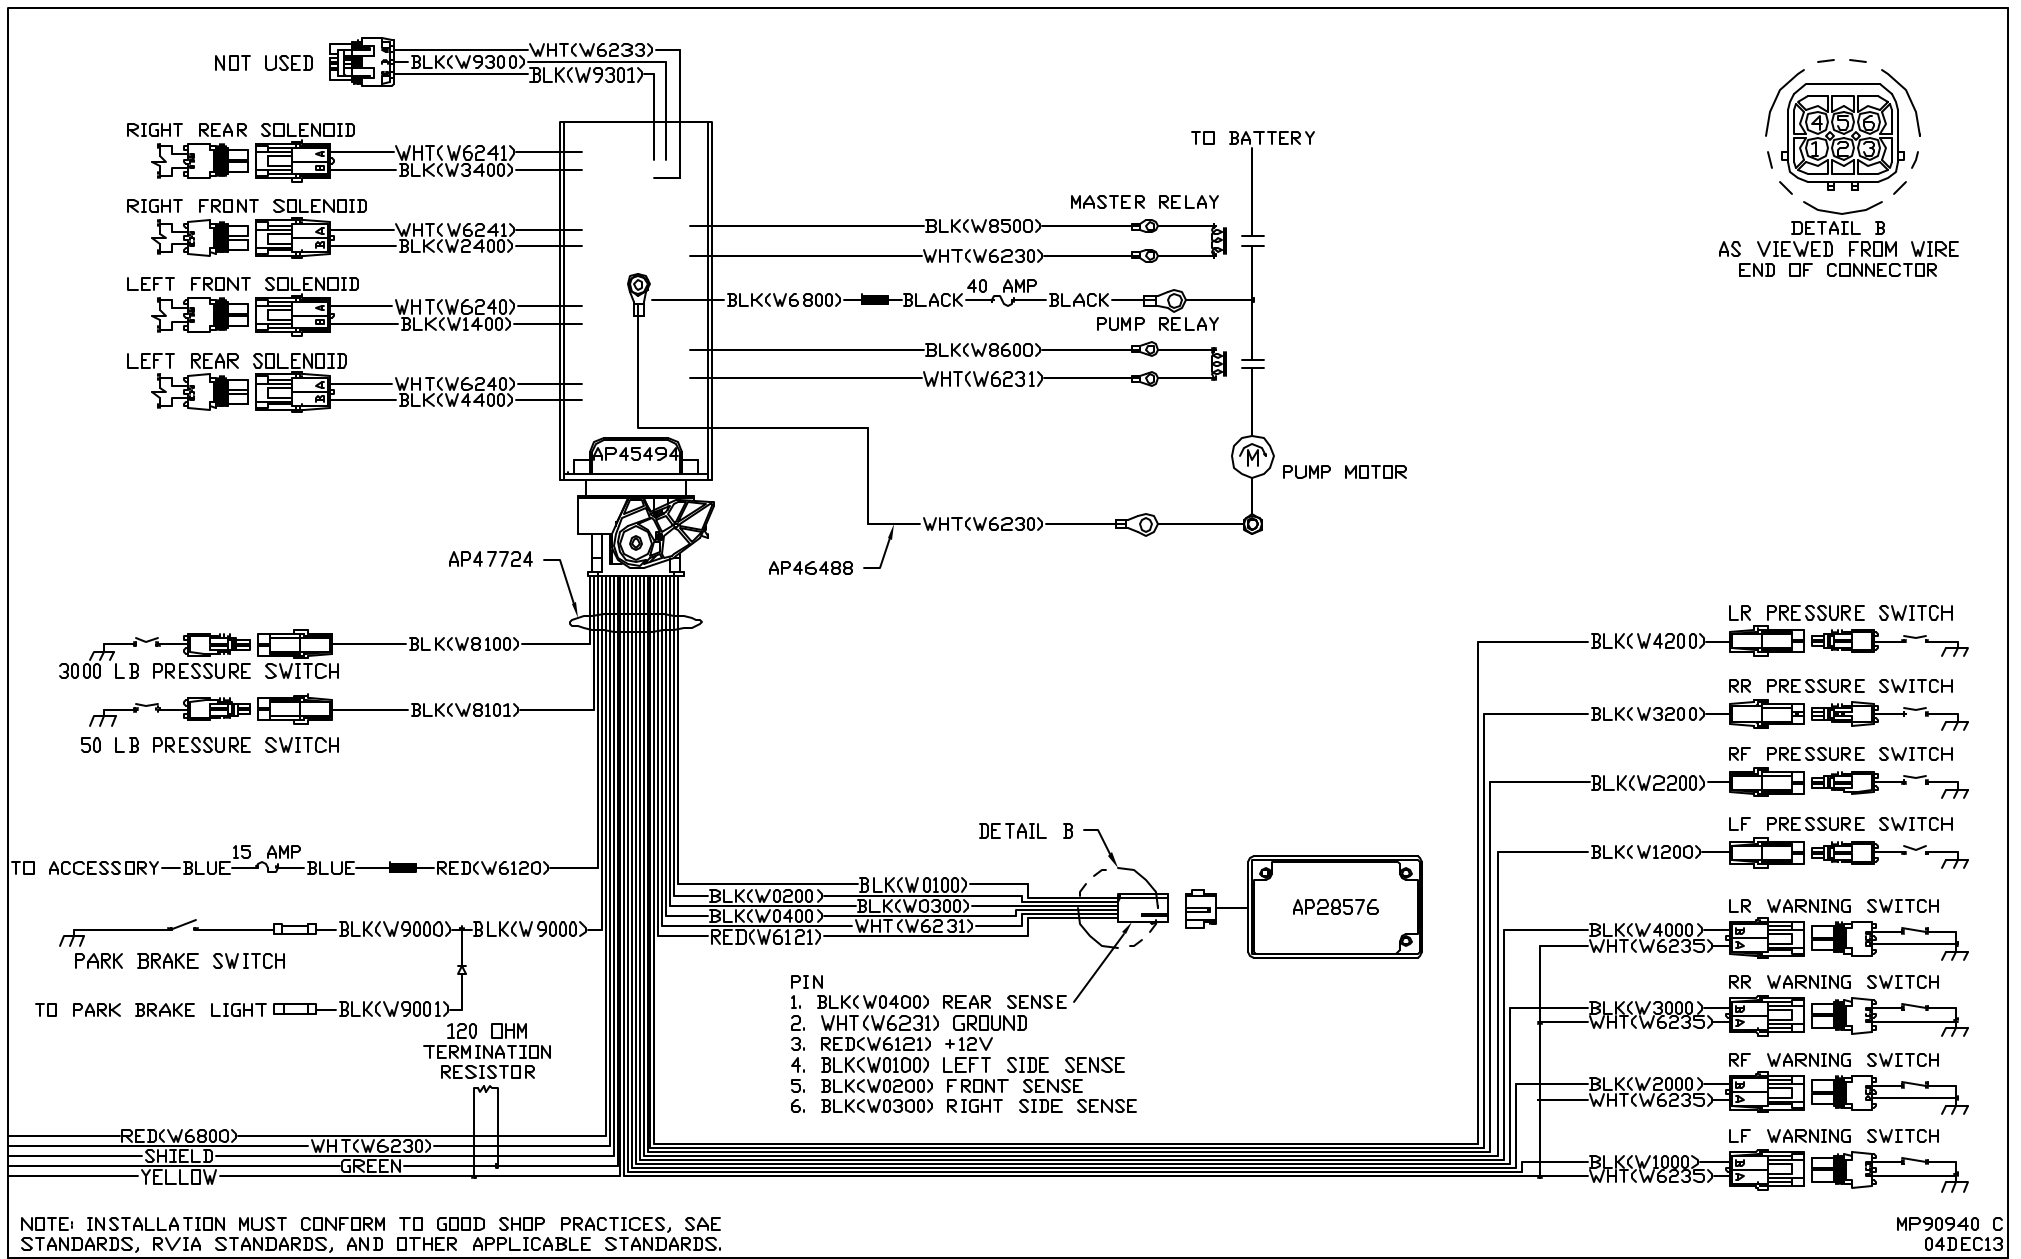 NOT USED
WHT(W6233)
BLK(W9300)
BLK(W9301)
RIGHT REAR SOLENOID
WHT(W6241)
BLK(W3400)
A
B
RIGHT FRONT SOLENOID
WHT(W6241)
BLK(W2400)
A
B
LEFT FRONT SOLENOID
WHT(W6240)
BLK(W1400)
A
B
LEFT REAR SOLENOID
WHT(W6240)
BLK(W4400)
A
B
AP45494
TO BATTERY
MASTER RELAY
BLK(W8500)
WHT(W6230)
BLK(W6800) BLACK 40 AMP BLACK
PUMP RELAY
BLK(W8600)
WHT(W6231)
M
PUMP MOTOR
WHT(W6230)
AP46488
4 5 6
1 2 3
DETAIL B
AS VIEWED FROM WIRE
END OF CONNECTOR
AP47724
BLK(W8100)
3000 LB PRESSURE SWITCH
BLK(W8101)
50 LB PRESSURE SWITCH
TO ACCESSORY BLUE 15 AMP BLUE RED(W6120)
BLK(W9000) BLK(W9000)
PARK BRAKE SWITCH
TO PARK BRAKE LIGHT BLK(W9001)
120 OHM
TERMINATION
RESISTOR
RED(W6800)
WHT(W6230)
SHIELD
GREEN
YELLOW
DETAIL B
BLK(W0100)
BLK(W0200)
BLK(W0300)
BLK(W0400)
WHT(W6231)
RED(W6121)
AP28576
PIN
1. BLK(W0400) REAR SENSE
2. WHT(W6231) GROUND
3. RED(W6121) +12V
4. BLK(W0100) LEFT SIDE SENSE
5. BLK(W0200) FRONT SENSE
6. BLK(W0300) RIGHT SIDE SENSE
LR PRESSURE SWITCH
BLK(W4200)
RR PRESSURE SWITCH
BLK(W3200)
RF PRESSURE SWITCH
BLK(W2200)
LF PRESSURE SWITCH
BLK(W1200)
LR WARNING SWITCH
BLK(W4000)
WHT(W6235)
B
A
RR WARNING SWITCH
BLK(W3000)
WHT(W6235)
B
A
RF WARNING SWITCH
BLK(W2000)
WHT(W6235)
B
A
LF WARNING SWITCH
BLK(W1000)
WHT(W6235)
B
A
NOTE: INSTALLATION MUST CONFORM TO GOOD SHOP PRACTICES, SAE
STANDARDS, RVIA STANDARDS, AND OTHER APPLICABLE STANDARDS.
MP90940 C
04DEC13